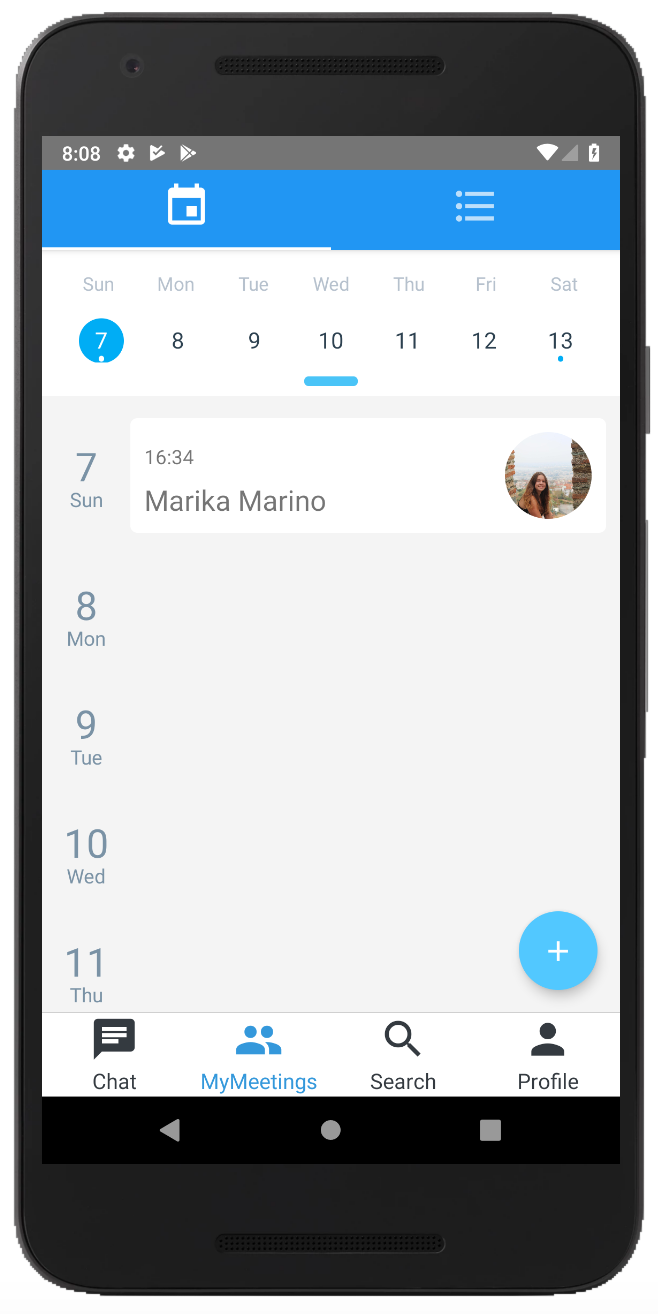 8:08
Sun Mon Tue Wed Thu Fri Sat
7 8 9 10 11 12 13
7
Sun
16:34
Marika Marino
8
Mon
9
Tue
10
Wed
11
Thu
+
Chat MyMeetings Search Profile